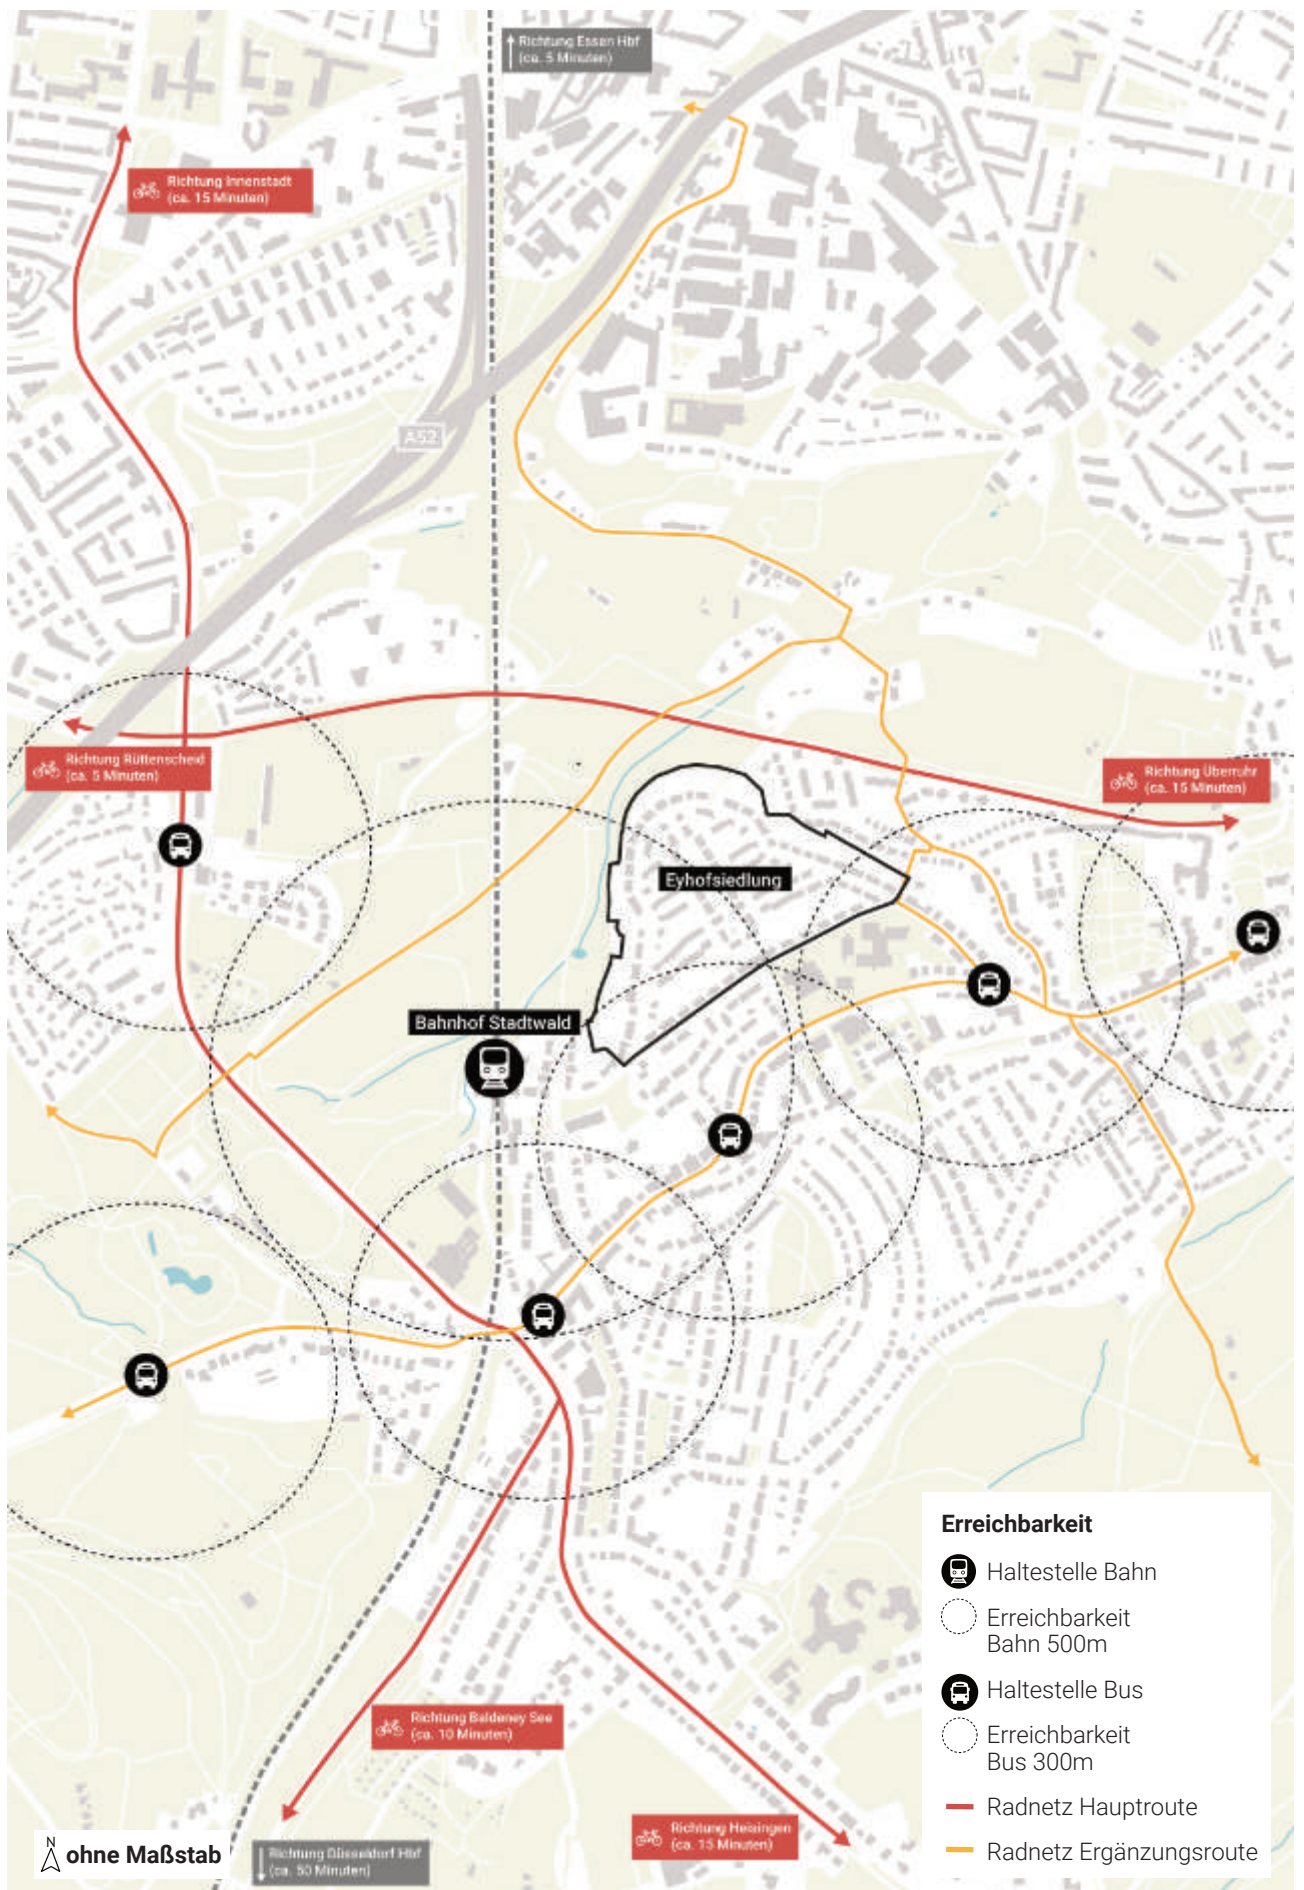 Richtung Essen Hbf
(ca. 5 Minuten)
Richtung Innenstadt
(ca. 15 Minuten)
A52
Richtung Rüttenscheid
(ca. 5 Minuten)
Richtung Überruhr
(ca. 15 Minuten)
Eyhofsiedlung
Bahnhof Stadtwald
Richtung Baldeney See
(ca. 10 Minuten)
Richtung Heisingen
(ca. 15 Minuten)
Richtung Düsseldorf Hbf
(ca. 50 Minuten)
N
ohne Maßstab
Erreichbarkeit
Haltestelle Bahn
Erreichbarkeit
Bahn 500m
Haltestelle Bus
Erreichbarkeit
Bus 300m
Radnetz Hauptroute
Radnetz Ergänzungsroute